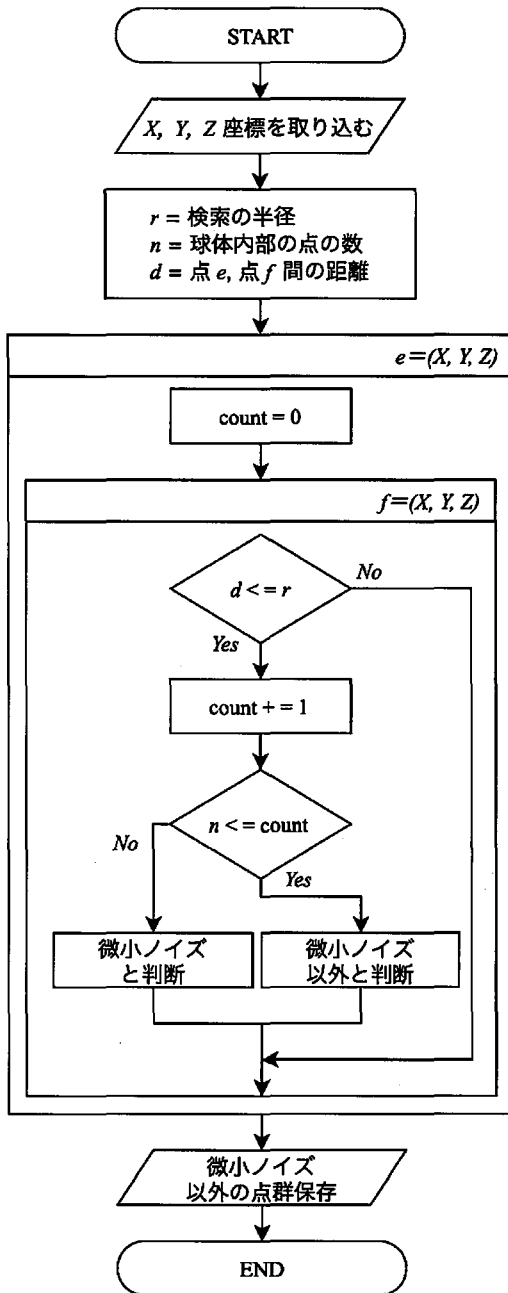 START
X, Y, Z 座標を取り込む
r = 検索の半径
n = 球体内部の点の数
d = 点 e, 点 f 間の距離
e=(X, Y, Z)
count = 0
f=(X, Y, Z)
d < = r
No
Yes
count + = 1
n < = count
No
Yes
微小ノイズ
と判断
微小ノイズ
以外と判断
微小ノイズ
以外の点群保存
END